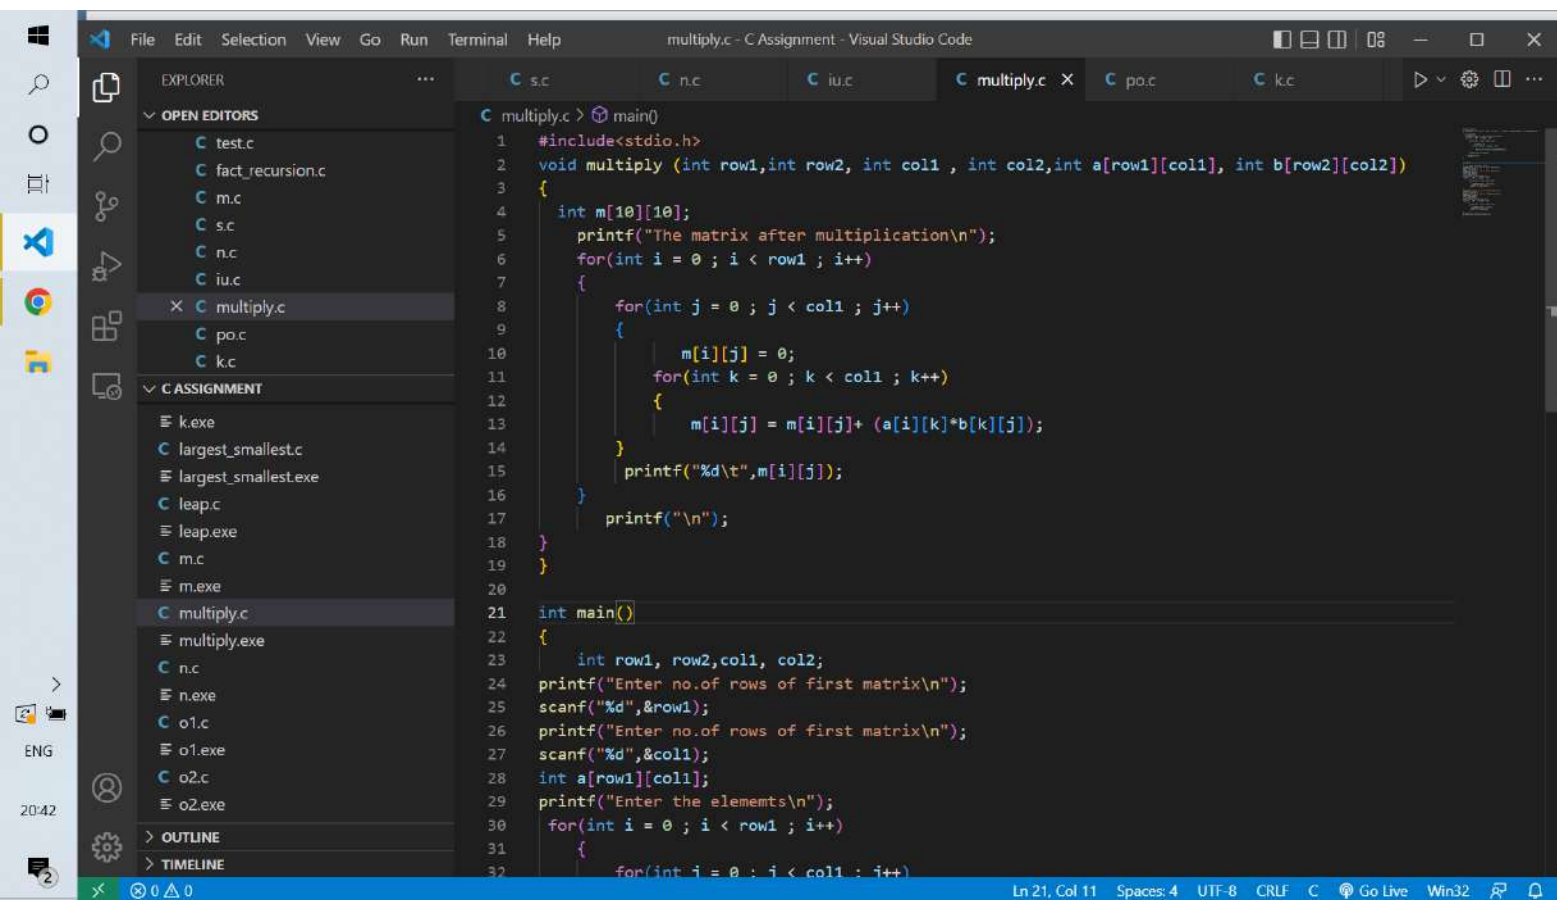 File Edit Selection View Go Run Terminal Help multiply.c - C Assignment - Visual Studio Code
EXPLORER ...
C s.c C n.c C iu.c C multiply.c C po.c C k.c
OPEN EDITORS
C test.c
C fact_recursion.c
C m.c
C s.c
C n.c
C iu.c
C multiply.c
C po.c
C k.c
C ASSIGNMENT
k.exe
C largest_smallest.c
largest_smallest.exe
C leap.c
leap.exe
C m.c
m.exe
C multiply.c
multiply.exe
C n.c
n.exe
C o1.c
o1.exe
C o2.c
o2.exe
OUTLINE
TIMELINE
C multiply.c > main()
1 #include<stdio.h>
2 void multiply (int row1,int row2, int col1 , int col2,int a[row1][col1], int b[row2][col2])
3 {
4 int m[10][10];
5 printf("The matrix after multiplication\n");
6 for(int i = 0 ; i < row1 ; i++)
7 {
8 for(int j = 0 ; j < col1 ; j++)
9 {
10 m[i][j] = 0;
11 for(int k = 0 ; k < col1 ; k++)
12 {
13 m[i][j] = m[i][j]+ (a[i][k]*b[k][j]);
14 }
15 printf("%d\t",m[i][j]);
16 }
17 printf("\n");
18 }
19 }
20
21 int main()
22 {
23 int row1, row2,col1, col2;
24 printf("Enter no.of rows of first matrix\n");
25 scanf("%d",&row1);
26 printf("Enter no.of rows of first matrix\n");
27 scanf("%d",&col1);
28 int a[row1][col1];
29 printf("Enter the elememts\n");
30 for(int i = 0 ; i < row1 ; i++)
31 {
32 for(int j = 0 ; j < col1 ; j++)
ENG
20:42
2
0 0 Ln 21, Col 11 Spaces: 4 UTF-8 CRLF C Go Live Win32